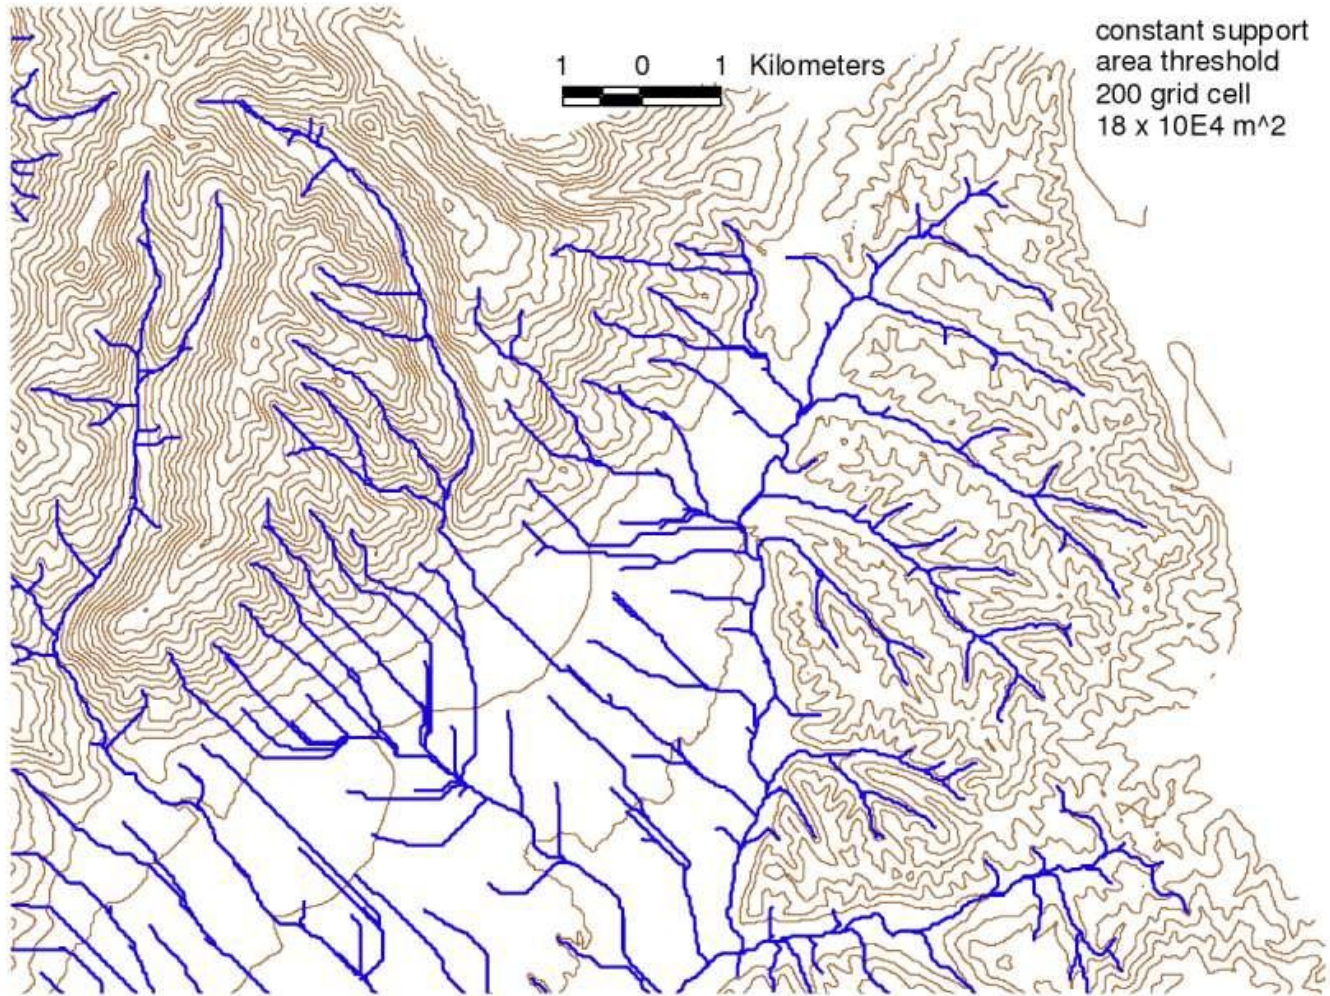 constant support
area threshold
200 grid cell
18 x 10E4 m^2
1 0 1 Kilometers